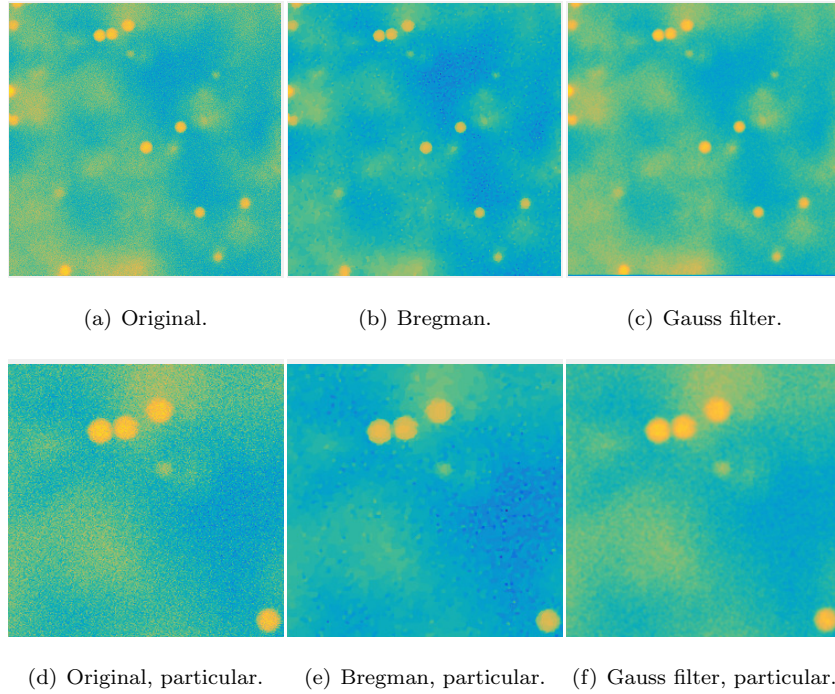 (a) Original.
(b) Bregman.
(c) Gauss filter.
(d) Original, particular.
(e) Bregman, particular.
(f) Gauss filter, particular.